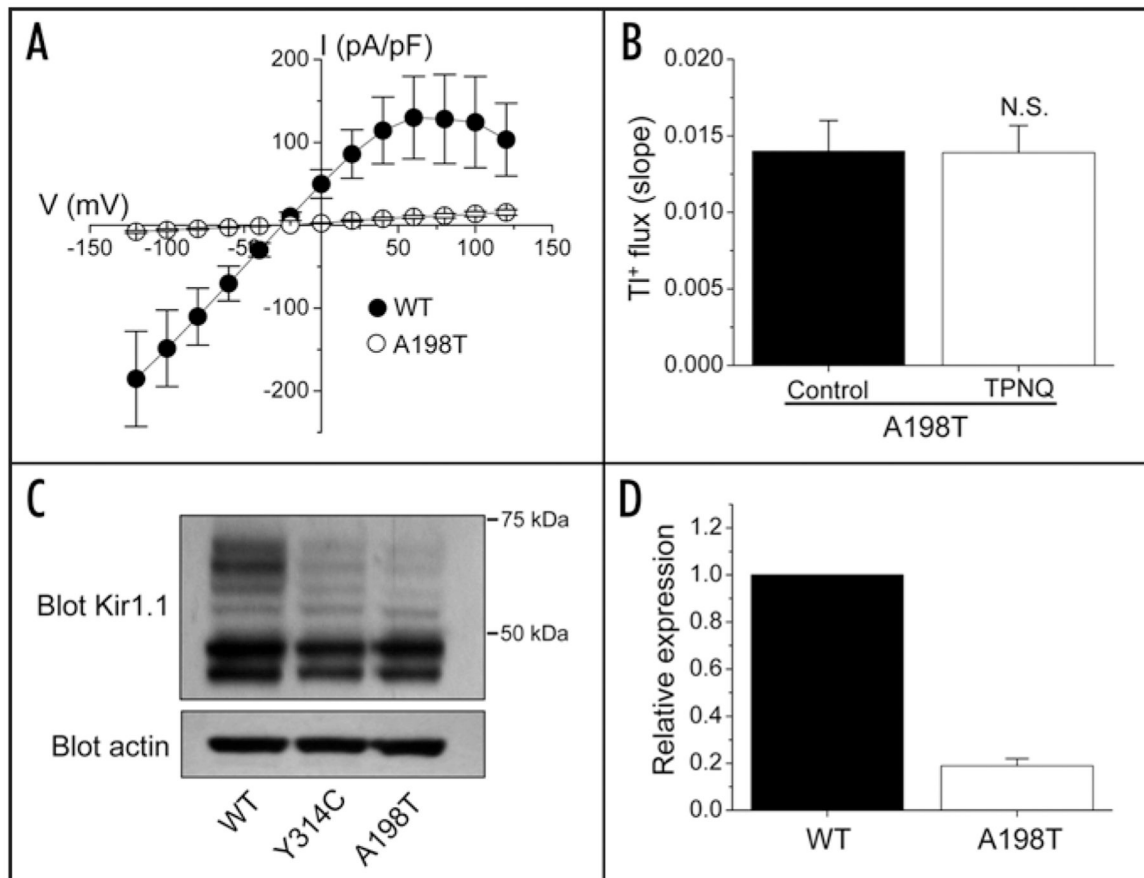 A
I (pA/pF)
200
100
V (mV)
-150
-100
-50
50
100
150
-100
-200
WT
A198T
B
0.020
0.015
0.010
0.005
0.000
Tl⁺ flux (slope)
N.S.
Control
TPNQ
A198T
C
75 kDa
50 kDa
Blot Kir1.1
Blot actin
WT
Y314C
A198T
D
1.2
1.0
0.8
0.6
0.4
0.2
0.0
Relative expression
WT
A198T